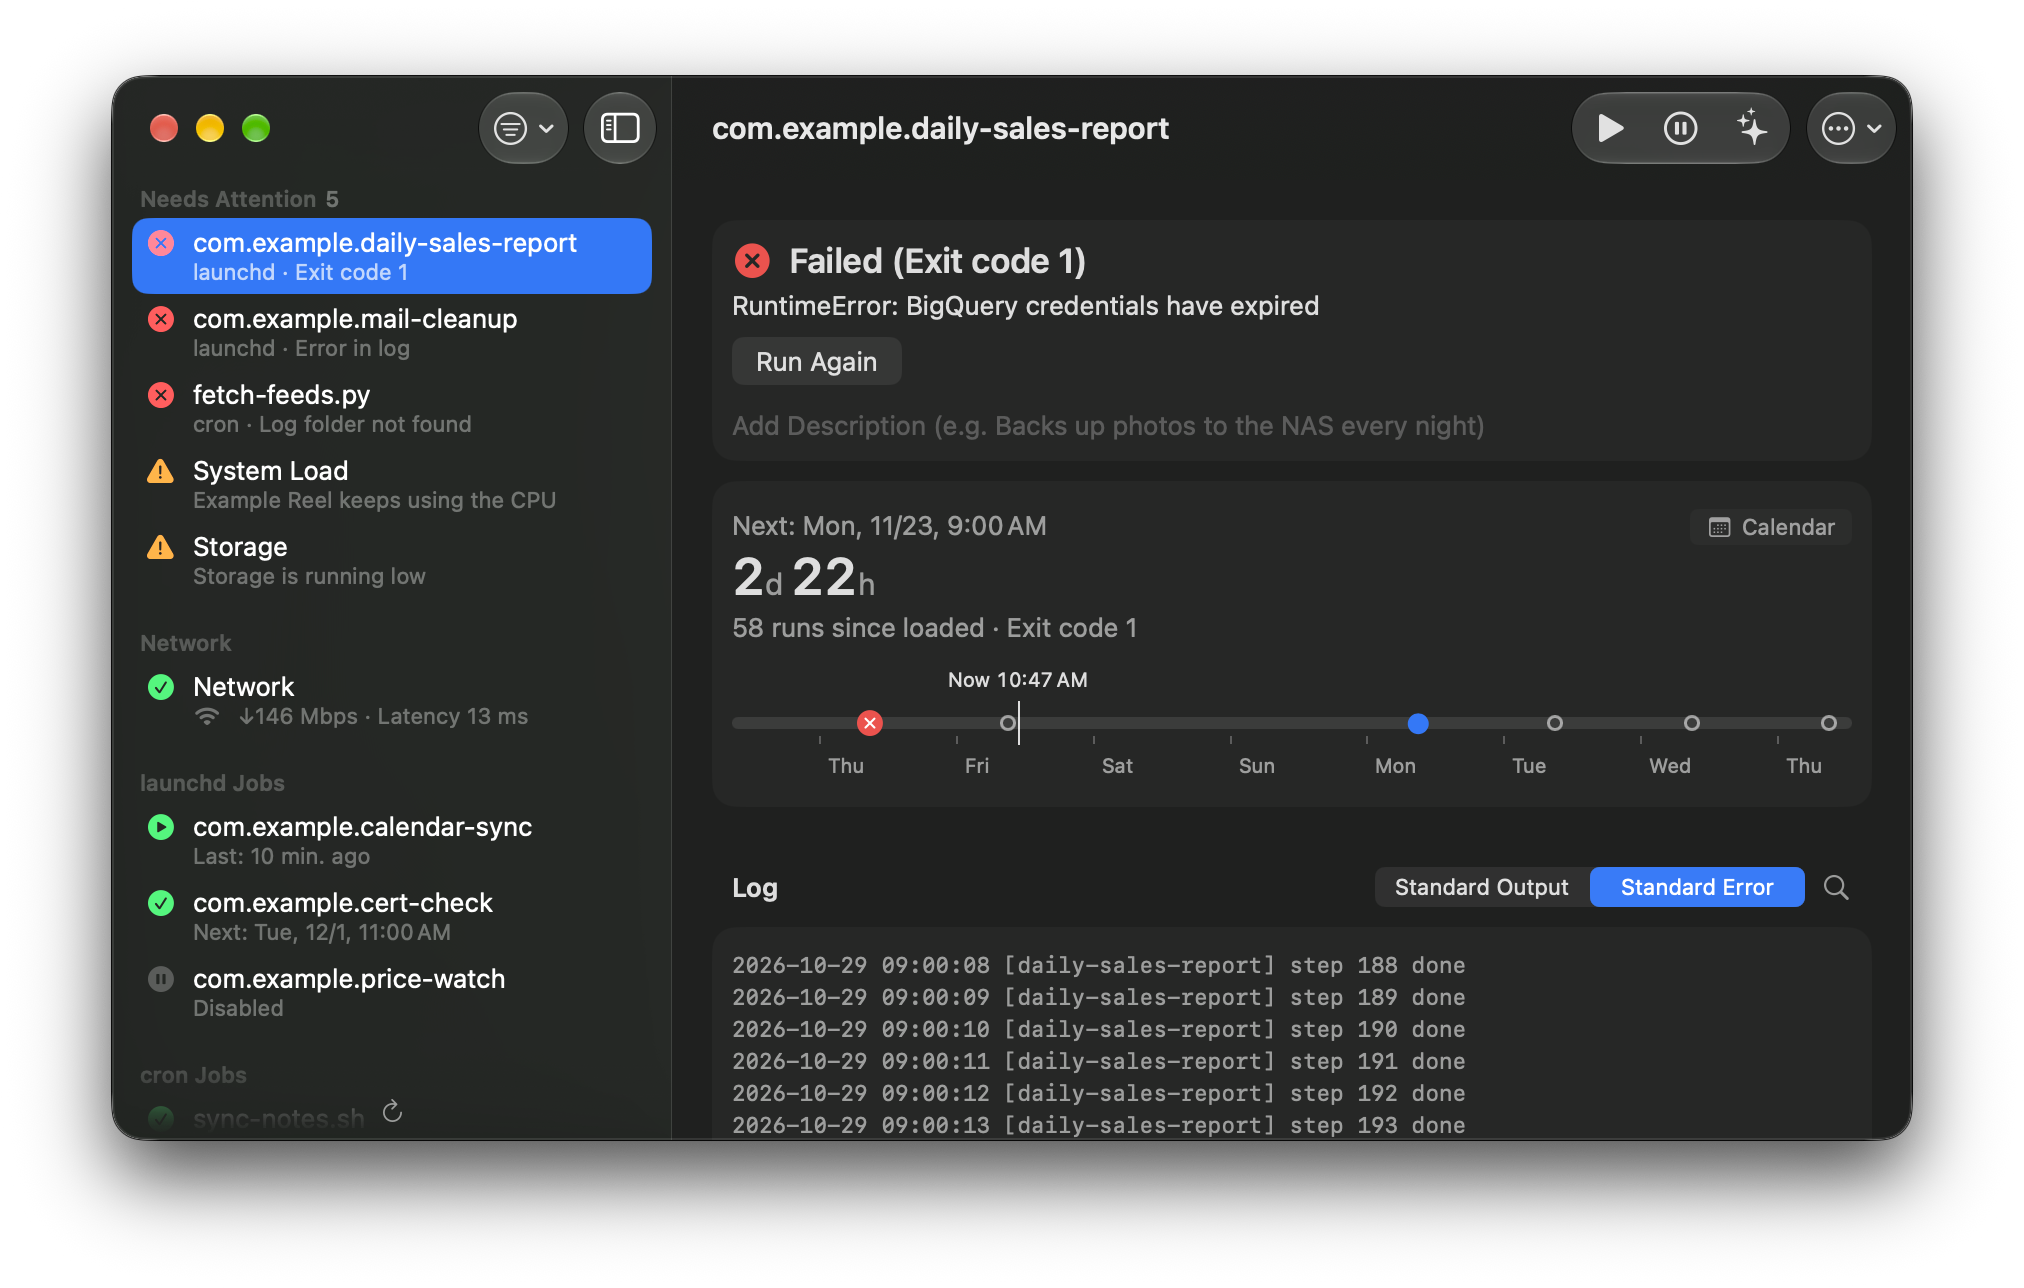 com.example.daily-sales-report
Needs Attention 5
com.example.daily-sales-report
launchd · Exit code 1
com.example.mail-cleanup
launchd · Error in log
fetch-feeds.py
cron · Log folder not found
System Load
Example Reel keeps using the CPU
Storage
Storage is running low
Network
Network
↓146 Mbps · Latency 13 ms
launchd Jobs
com.example.calendar-sync
Last: 10 min. ago
com.example.cert-check
Next: Tue, 12/1, 11:00 AM
com.example.price-watch
Disabled
cron Jobs
sync-notes.sh
Failed (Exit code 1)
RuntimeError: BigQuery credentials have expired
Run Again
Add Description (e.g. Backs up photos to the NAS every night)
Next: Mon, 11/23, 9:00 AM
Calendar
2d 22h
58 runs since loaded · Exit code 1
Now 10:47 AM
Thu Fri Sat Sun Mon Tue Wed Thu
Log
Standard Output Standard Error
2026-10-29 09:00:08 [daily-sales-report] step 188 done
2026-10-29 09:00:09 [daily-sales-report] step 189 done
2026-10-29 09:00:10 [daily-sales-report] step 190 done
2026-10-29 09:00:11 [daily-sales-report] step 191 done
2026-10-29 09:00:12 [daily-sales-report] step 192 done
2026-10-29 09:00:13 [daily-sales-report] step 193 done